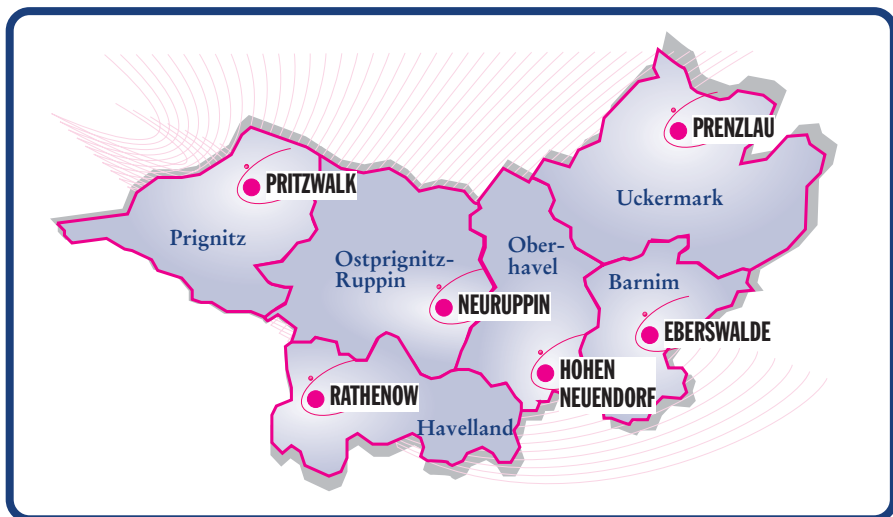 PRENZLAU
PRITZWALK
Uckermark
Prignitz
Ostprignitz-
Ruppin
Ober-
havel
Barnim
NEURUPPIN
EBERSWALDE
HOHEN
NEUENDORF
RATHENOW
Havelland